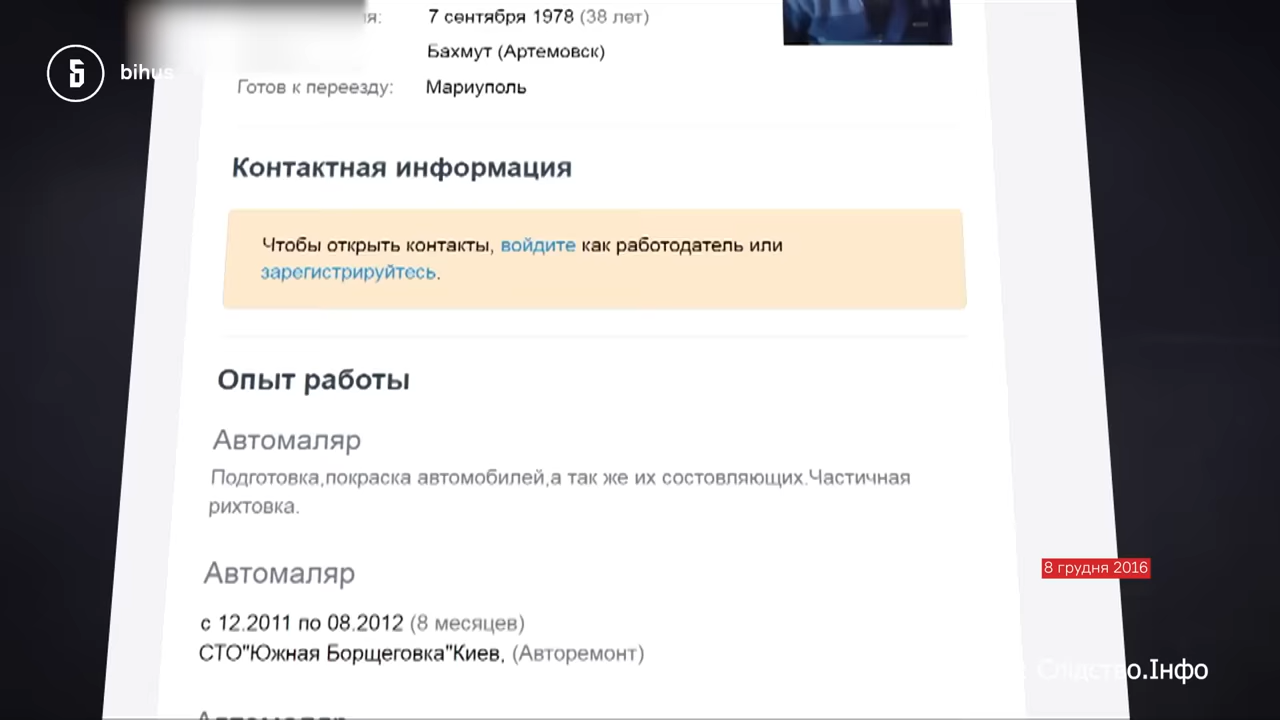 7 сентября 1978 (38 лет)
Бахмут (Артемовск)
bihus
Готов к переезду: Мариуполь
Контактная информация
Чтобы открыть контакты, войдите как работодатель или
зарегистрируйтесь.
Опыт работы
Автомаляр
Подготовка,покраска автомобилей,а так же их состовляющих.Частичная
рихтовка.
Автомаляр
8 грудня 2016
с 12.2011 по 08.2012 (8 месяцев)
СТО"Южная Борщеговка"Киев, (Авторемонт)
Слідство.Інфо